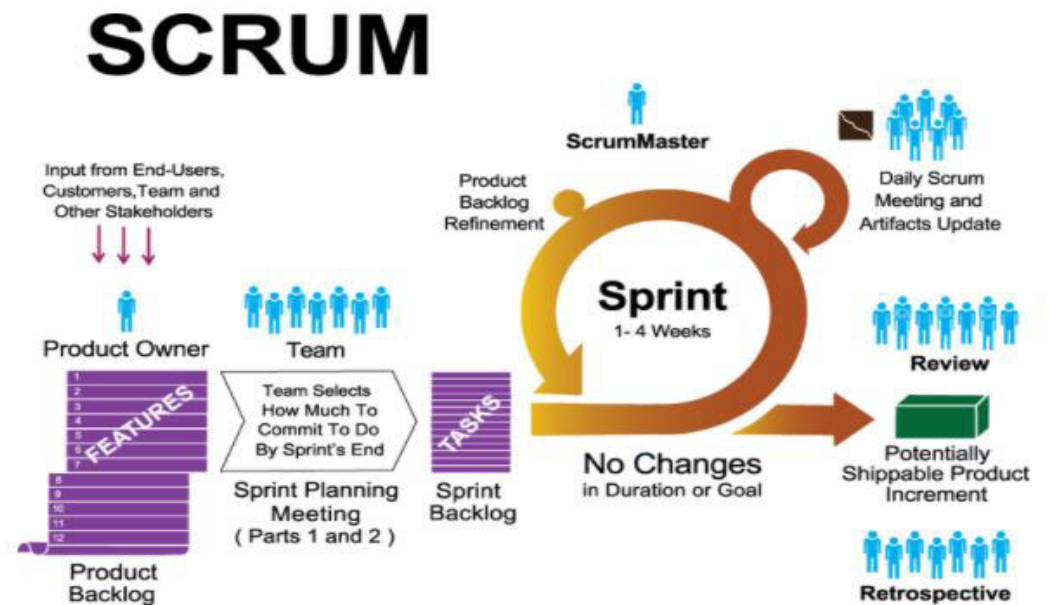 SCRUM
Input from End-Users,
Customers,Team and
Other Stakeholders
Product Owner
1
2
3
4
5
6
7
FEATURES
8
9
10
11
12
Product
Backlog
Team
Team Selects
How Much To
Commit To Do
By Sprint's End
Sprint Planning
Meeting
( Parts 1 and 2 )
TASKS
Sprint
Backlog
Product
Backlog
Refinement
ScrumMaster
Sprint
1- 4 Weeks
No Changes
in Duration or Goal
Daily Scrum
Meeting and
Artifacts Update
Review
Potentially
Shippable Product
Increment
Retrospective